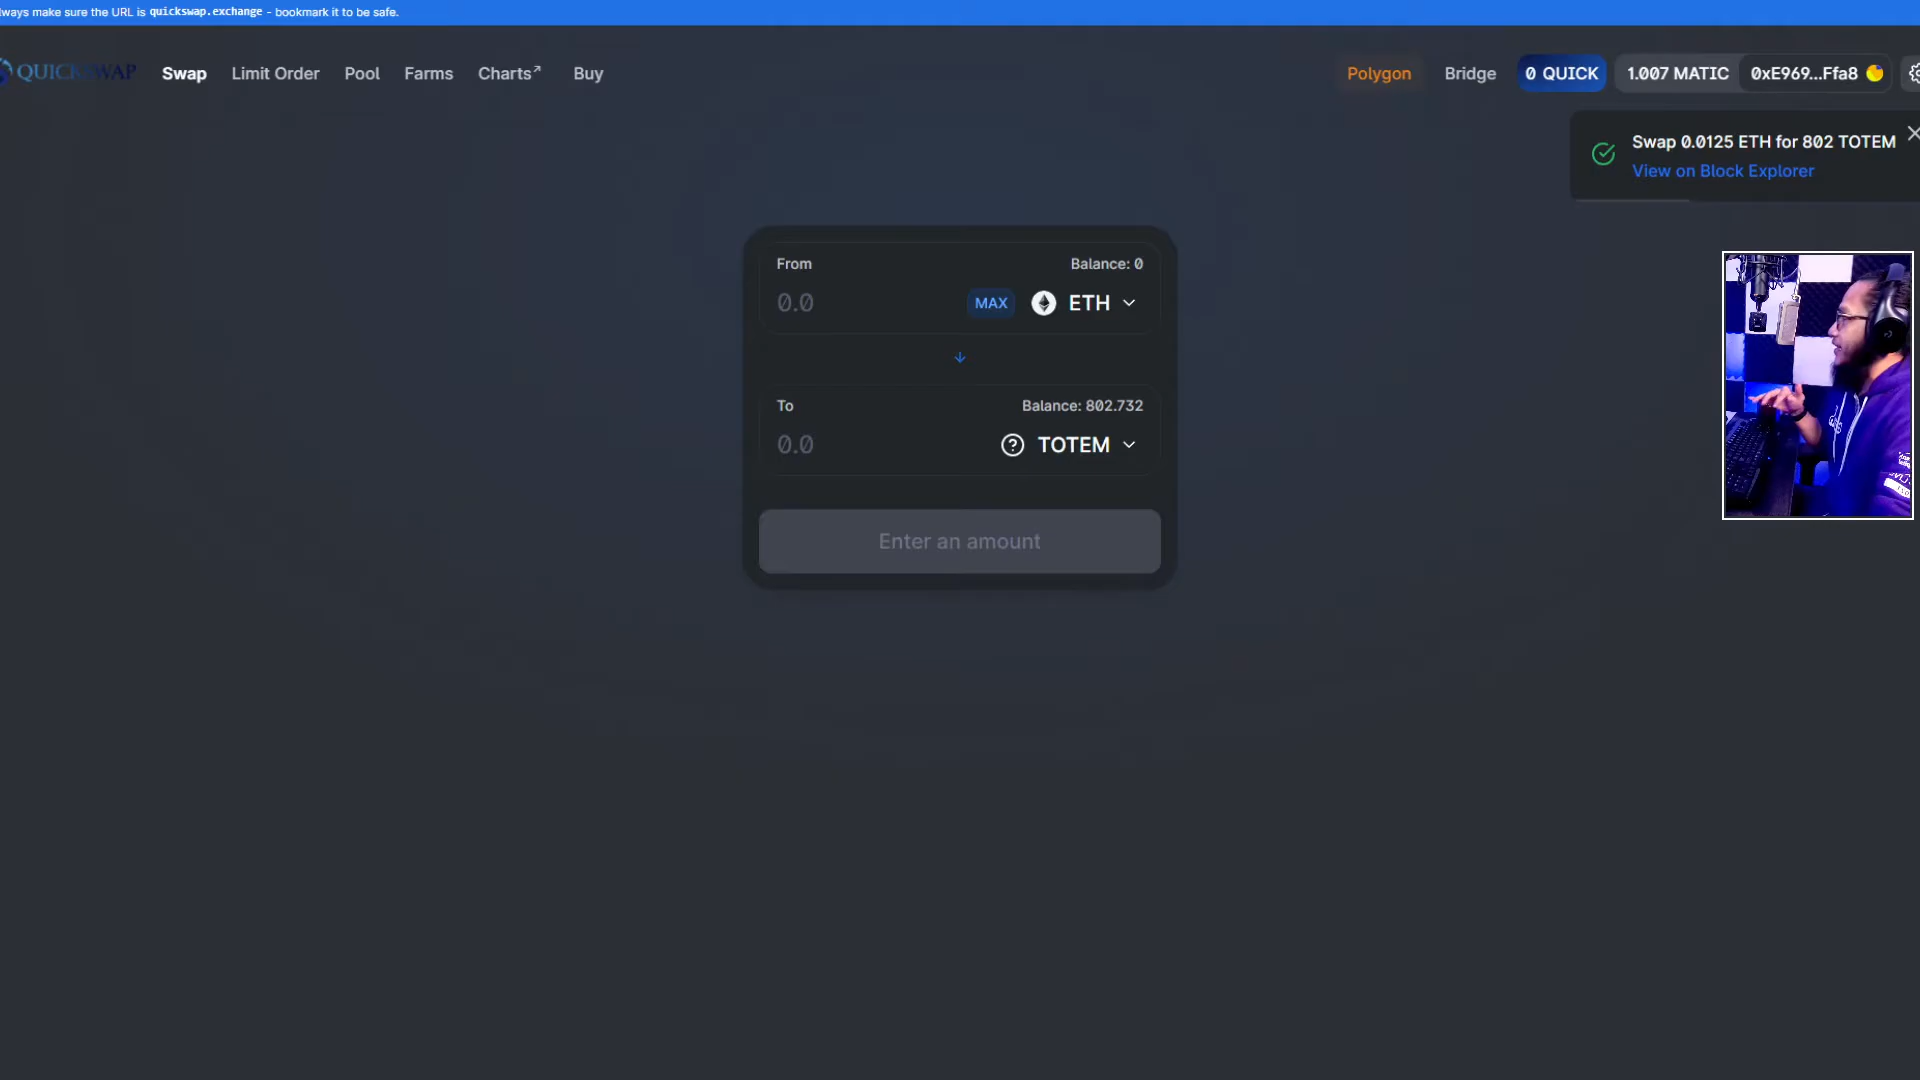 lways make sure the URL is quickswap.exchange - bookmark it to be safe.
QUICKSWAP Swap Limit Order Pool Farms Charts↗ Buy Polygon Bridge 0 QUICK 1.007 MATIC 0xE969...Ffa8
Swap 0.0125 ETH for 802 TOTEM
View on Block Explorer
From Balance: 0
0.0 MAX ETH
To Balance: 802.732
0.0 TOTEM
Enter an amount